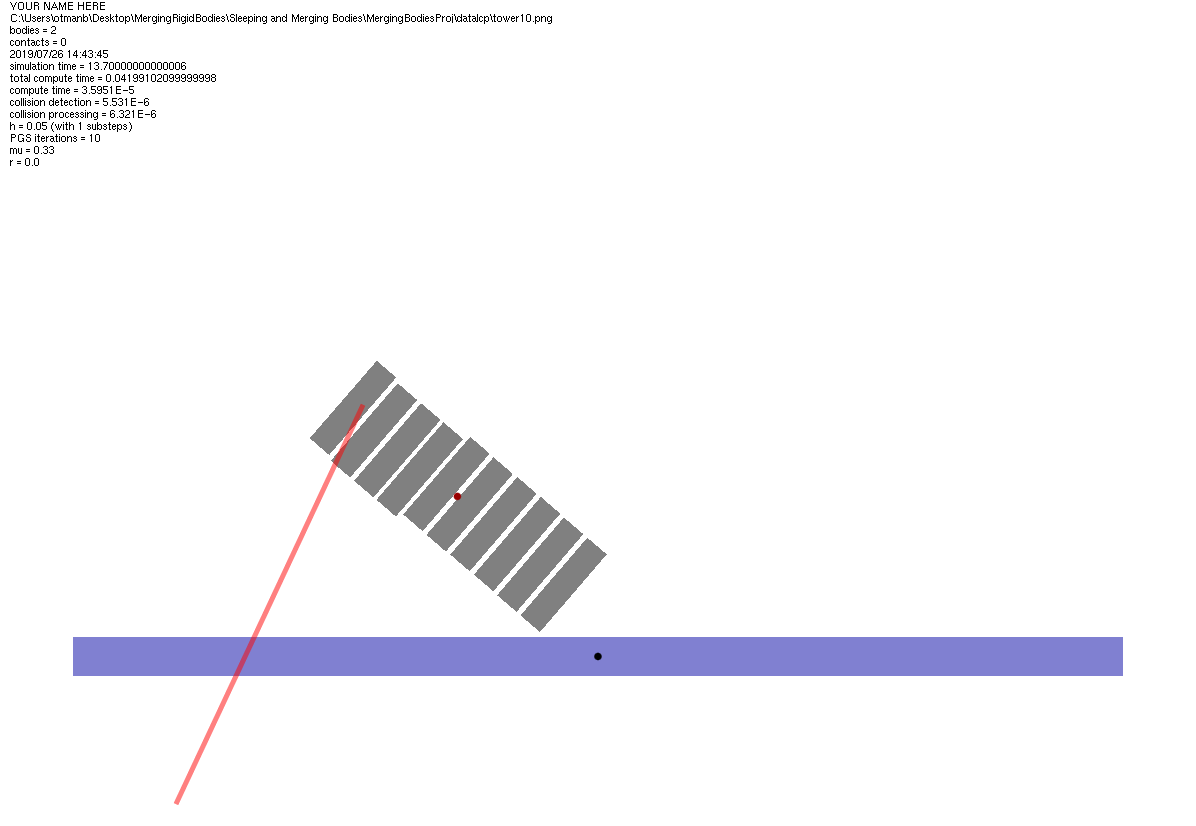 YOUR NAME HERE
C:\Users\otmanb\Desktop\MergingRigidBodies\Sleeping and Merging Bodies\MergingBodiesProj\datalcp\tower10.png
bodies = 2
contacts = 0
2019/07/26 14:43:45
simulation time = 13.70000000000006
total compute time = 0.04199102099999998
compute time = 3.5951E-5
collision detection = 5.531E-6
collision processing = 6.321E-6
h = 0.05 (with 1 substeps)
PGS iterations = 10
mu = 0.33
r = 0.0